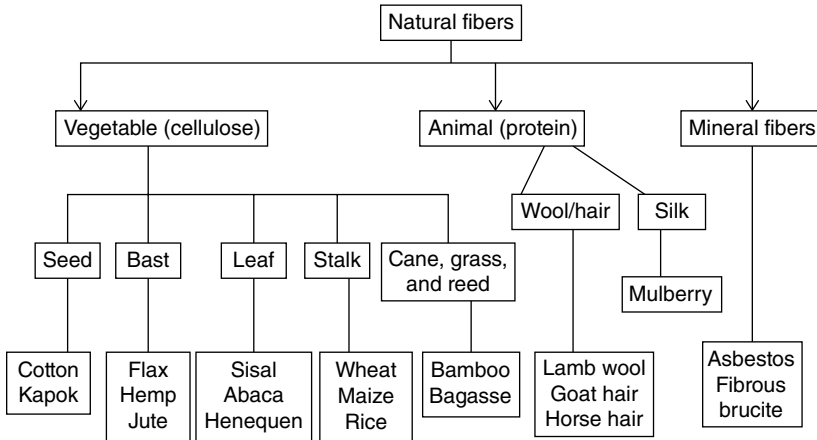 Natural fibers
Vegetable (cellulose)
Animal (protein)
Mineral fibers
Wool/hair
Silk
Seed
Bast
Leaf
Stalk
Cane, grass,
and reed
Mulberry
Cotton
Kapok
Flax
Hemp
Jute
Sisal
Abaca
Henequen
Wheat
Maize
Rice
Bamboo
Bagasse
Lamb wool
Goat hair
Horse hair
Asbestos
Fibrous
brucite